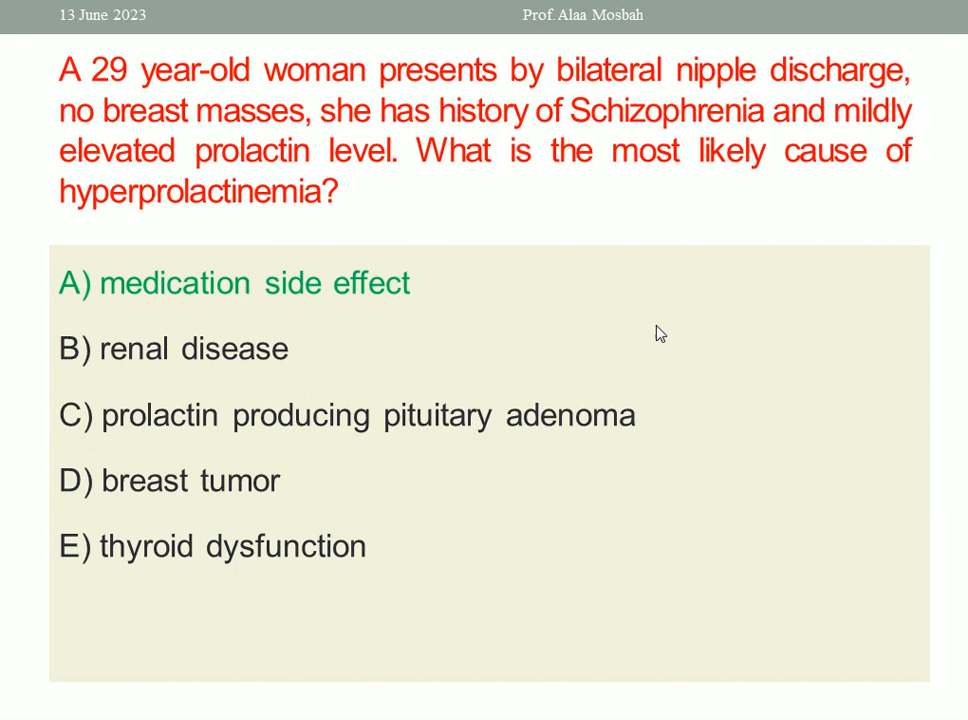 13 June 2023
Prof. Alaa Mosbah
A 29 year-old woman presents by bilateral nipple discharge,
no breast masses, she has history of Schizophrenia and mildly
elevated prolactin level. What is the most likely cause of
hyperprolactinemia?
A) medication side effect
B) renal disease
C) prolactin producing pituitary adenoma
D) breast tumor
E) thyroid dysfunction